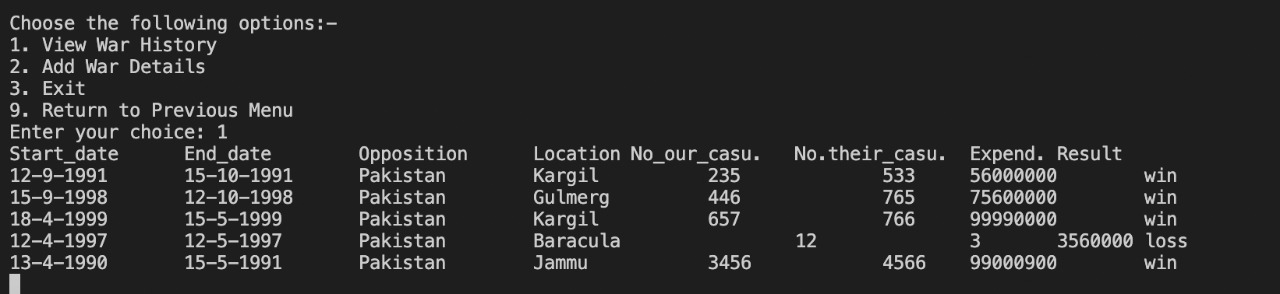 Choose the following options:-
1. View War History
2. Add War Details
3. Exit
9. Return to Previous Menu
Enter your choice: 1
Start_date End_date Opposition Location No_our_casu. No.their_casu. Expend. Result
12-9-1991 15-10-1991 Pakistan Kargil 235 533 56000000 win
15-9-1998 12-10-1998 Pakistan Gulmerg 446 765 75600000 win
18-4-1999 15-5-1999 Pakistan Kargil 657 766 99990000 win
12-4-1997 12-5-1997 Pakistan Baracula 12 3 3560000 loss
13-4-1990 15-5-1991 Pakistan Jammu 3456 4566 99000900 win